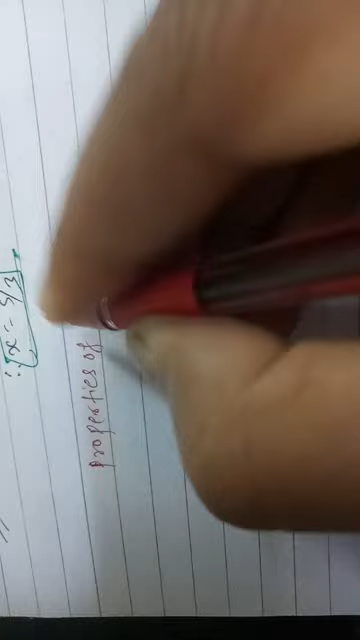 ∴ x = 5/3
properties of